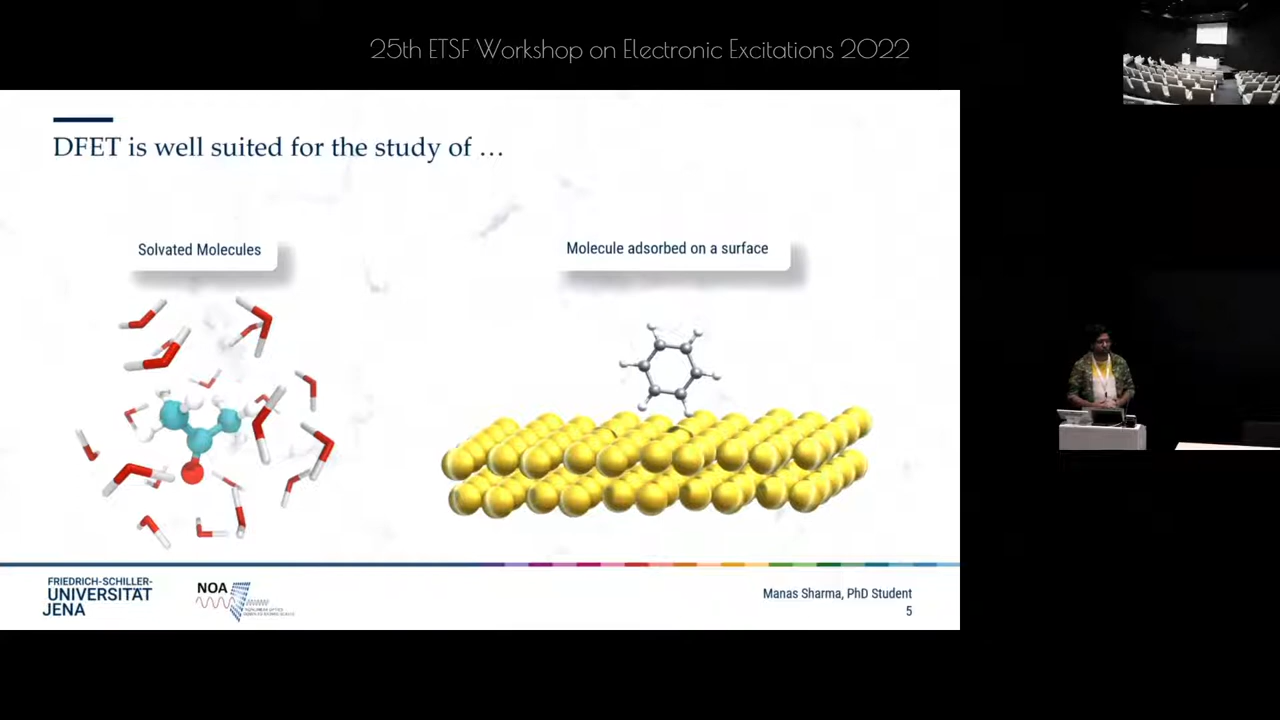 25th ETSF Workshop on Electronic Excitations 2022
DFET is well suited for the study of …
Solvated Molecules
Molecule adsorbed on a surface
FRIEDRICH-SCHILLER-
UNIVERSITÄT
JENA
NOA
Manas Sharma, PhD Student
5